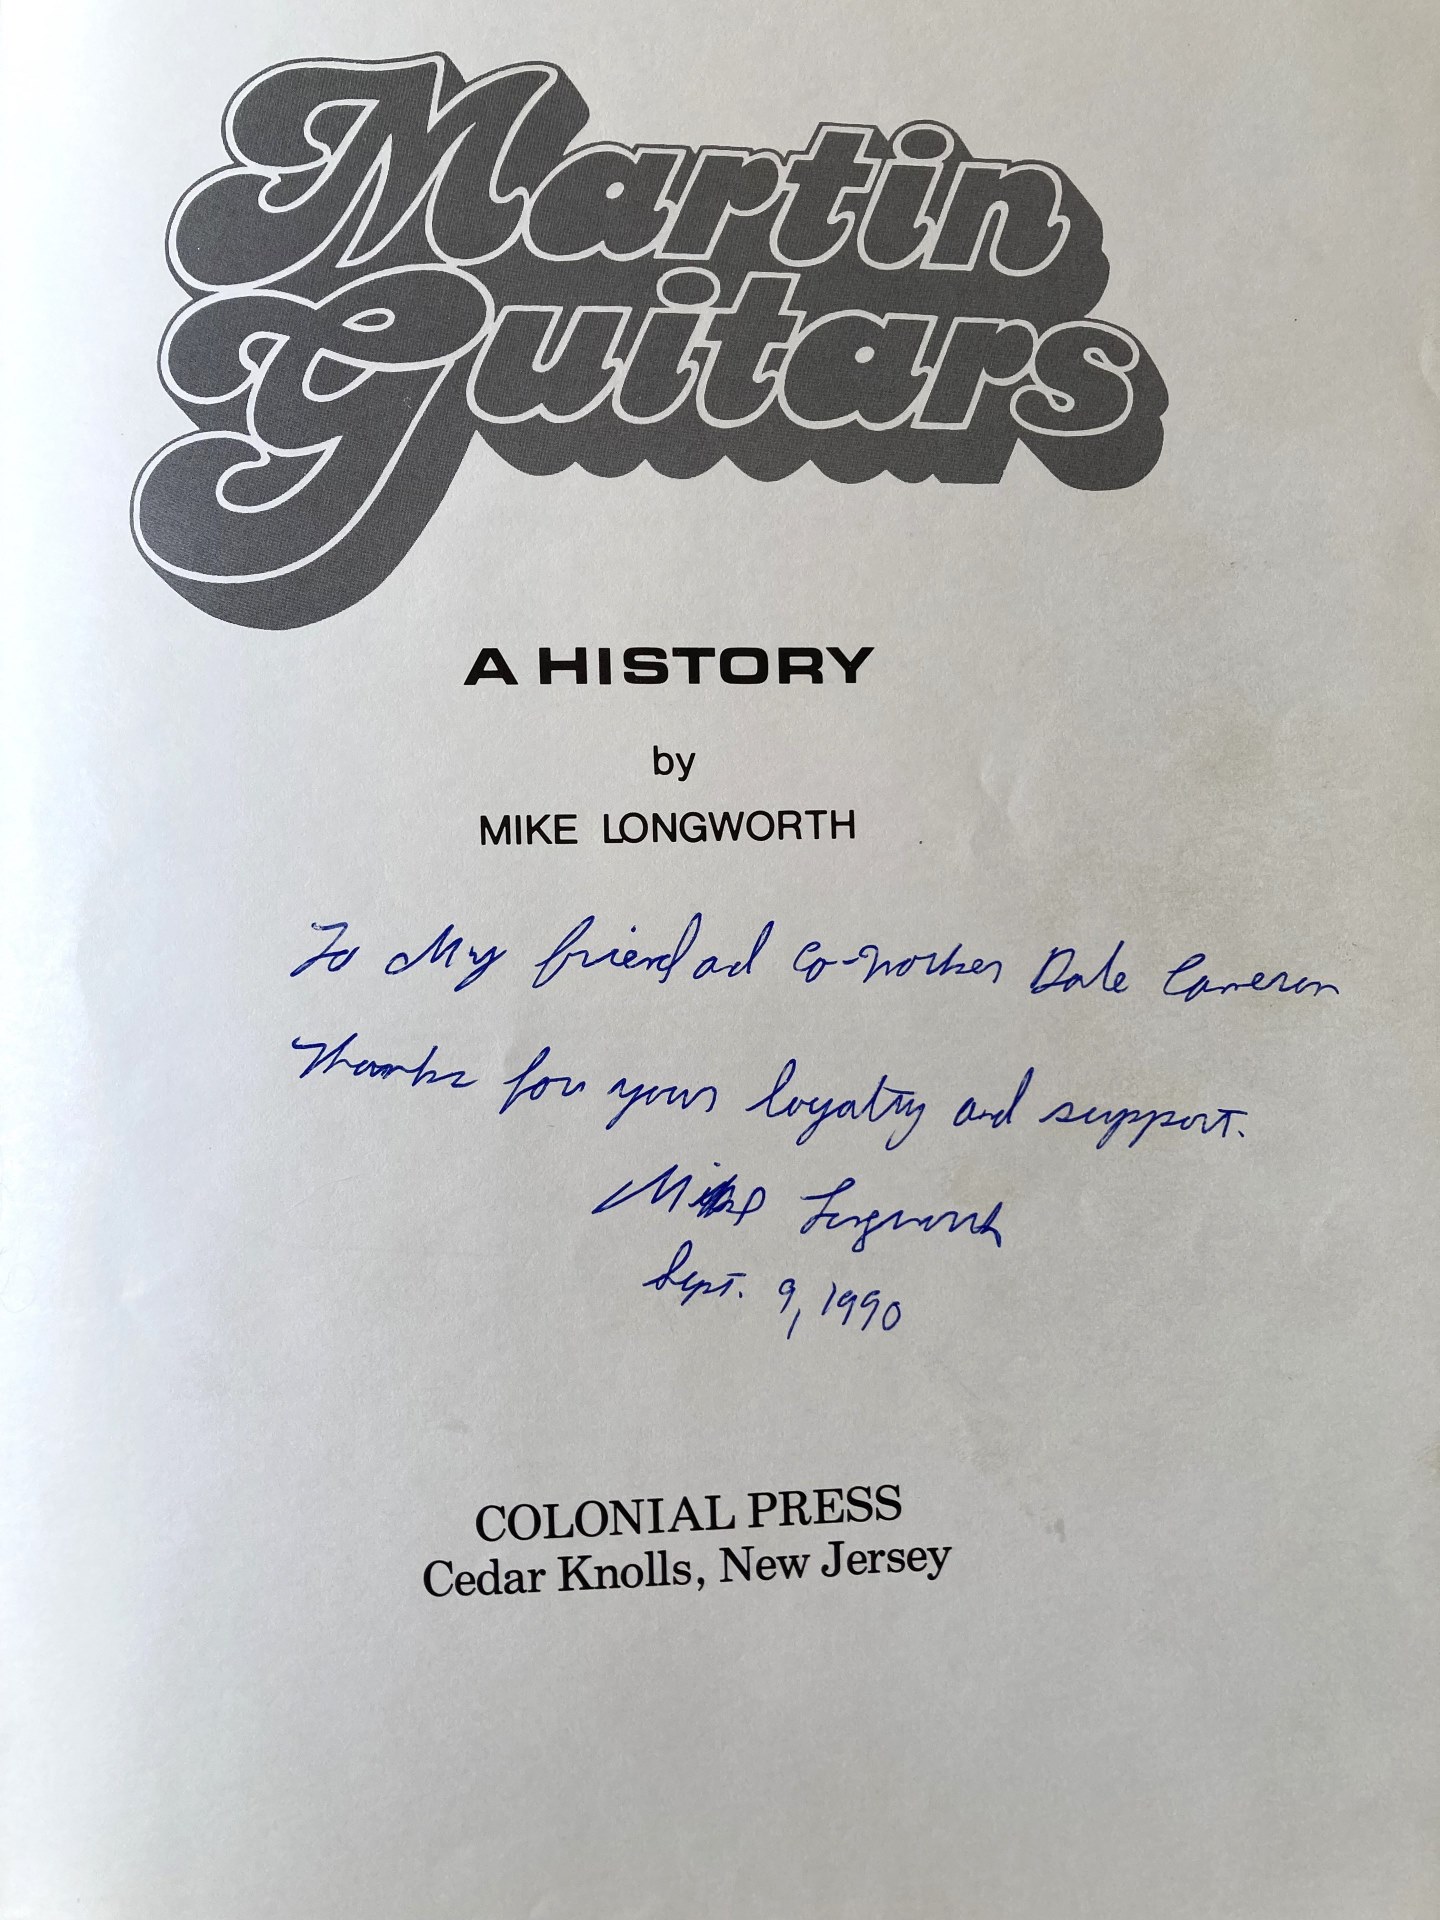 Martin
Guitars
A HISTORY
by
MIKE LONGWORTH
To My friend ad Co-worker Dale Cameron
Thanks for your loyalty and support.
Mike Longworth
Sept. 9, 1990
COLONIAL PRESS
Cedar Knolls, New Jersey